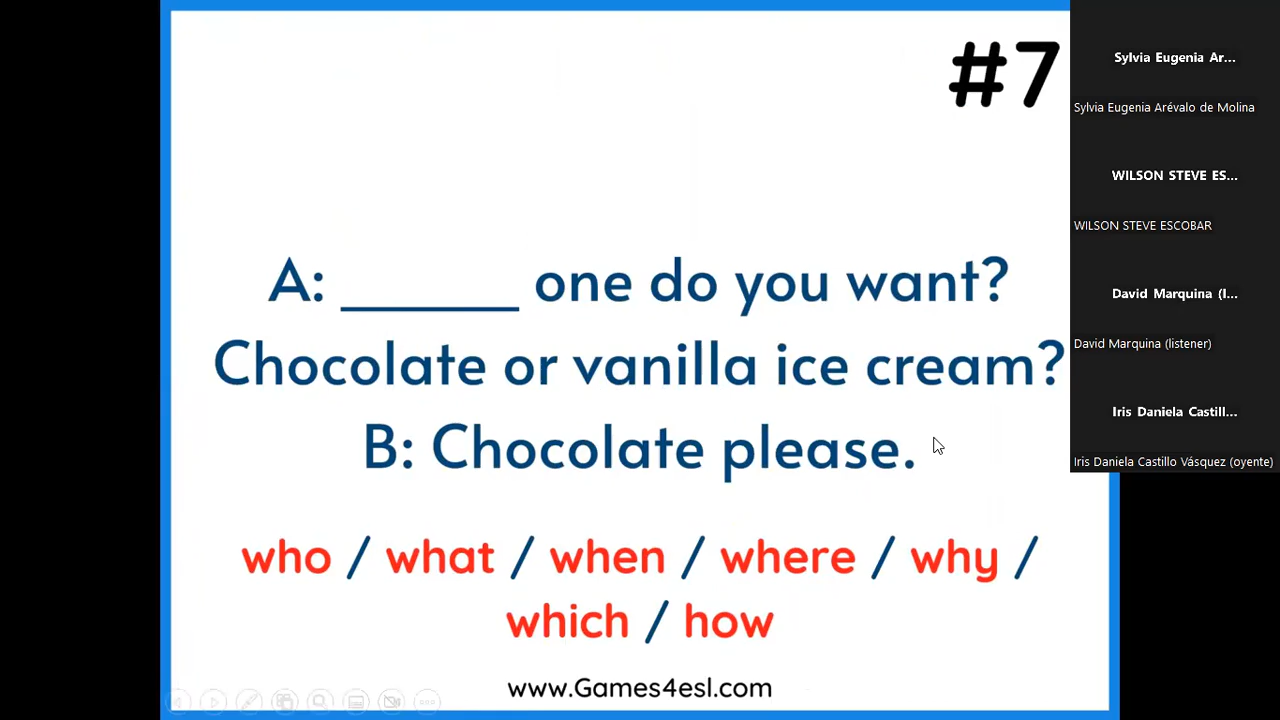 #7
A: ______ one do you want?
Chocolate or vanilla ice cream?
B: Chocolate please.
who / what / when / where / why /
which / how
www.Games4esl.com
Sylvia Eugenia Ar...
Sylvia Eugenia Arévalo de Molina
WILSON STEVE ES...
WILSON STEVE ESCOBAR
David Marquina (l...
David Marquina (listener)
Iris Daniela Castill...
Iris Daniela Castillo Vásquez (oyente)